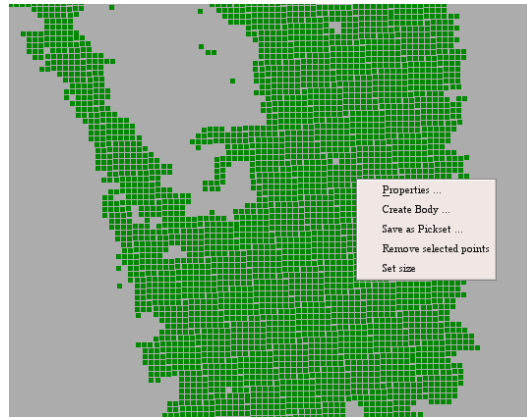 Properties ...
Create Body ...
Save as Pickset ...
Remove selected points
Set size